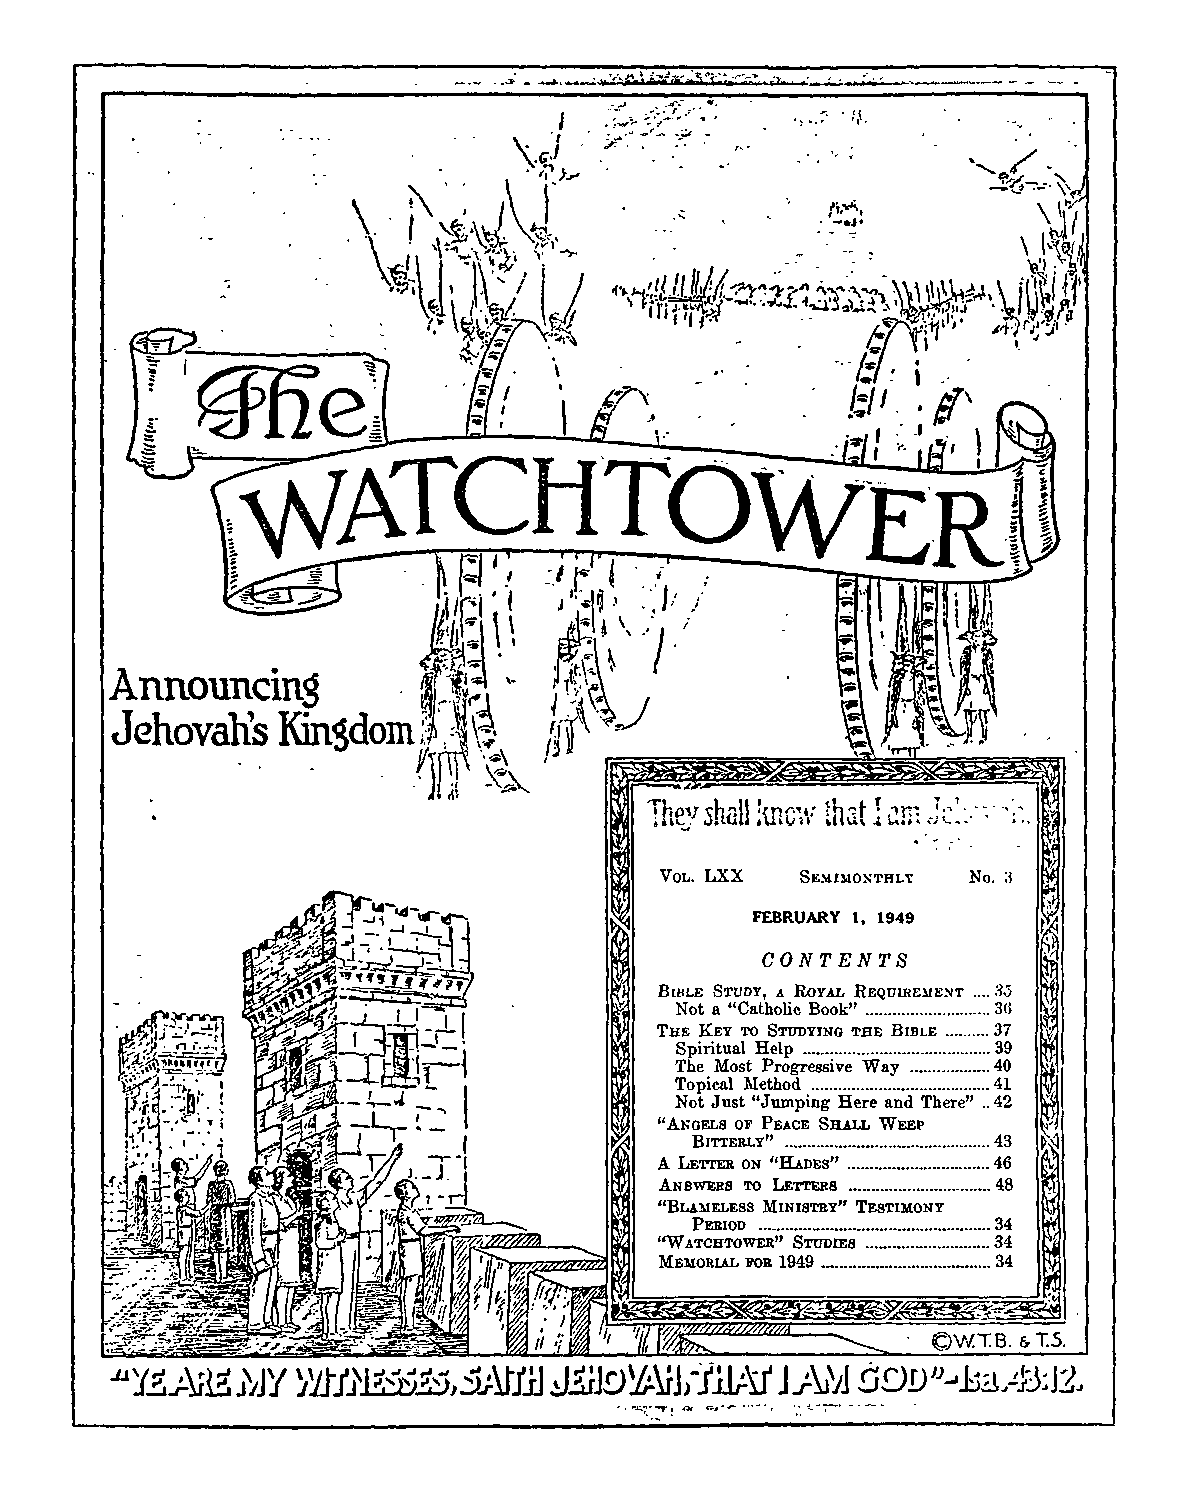 The
WATCHTOWER
Announcing
Jehovah's Kingdom
They shall know that I am Jehovah.
VOL. LXX SEMIMONTHLY No. 3
FEBRUARY 1, 1949
CONTENTS
BIBLE STUDY, A ROYAL REQUIREMENT .... 35
Not a "Catholic Book" ........................ 36
THE KEY TO STUDYING THE BIBLE ......... 37
Spiritual Help .................................... 39
The Most Progressive Way ................ 40
Topical Method .................................. 41
Not Just "Jumping Here and There" .. 42
"ANGELS OF PEACE SHALL WEEP
BITTERLY" ........................................ 43
A LETTER ON "HADES" ............................ 46
ANSWERS TO LETTERS ............................ 48
"BLAMELESS MINISTRY" TESTIMONY
PERIOD .............................................. 34
"WATCHTOWER" STUDIES ........................ 34
MEMORIAL FOR 1949 .................................. 34
©W.T.B. & T.S.
"YE ARE MY WITNESSES, SAITH JEHOVAH, THAT I AM GOD"-Isa. 43:12.